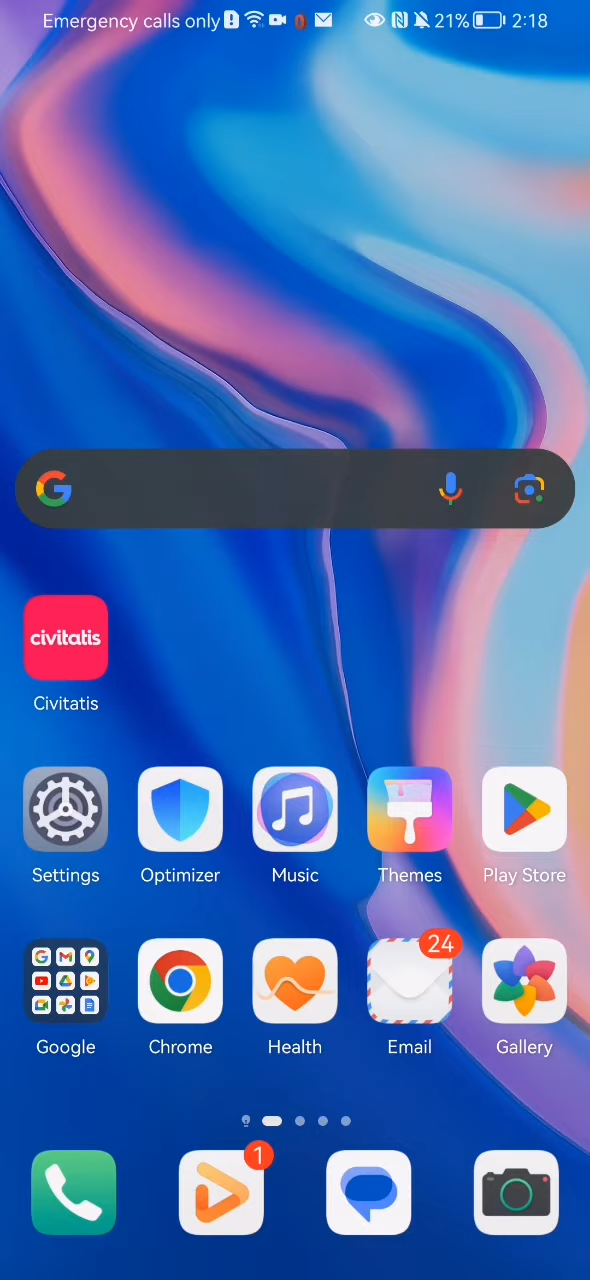 Emergency calls only 21% 2:18
civitatis
Civitatis
Settings Optimizer Music Themes Play Store
24
Google Chrome Health Email Gallery
1